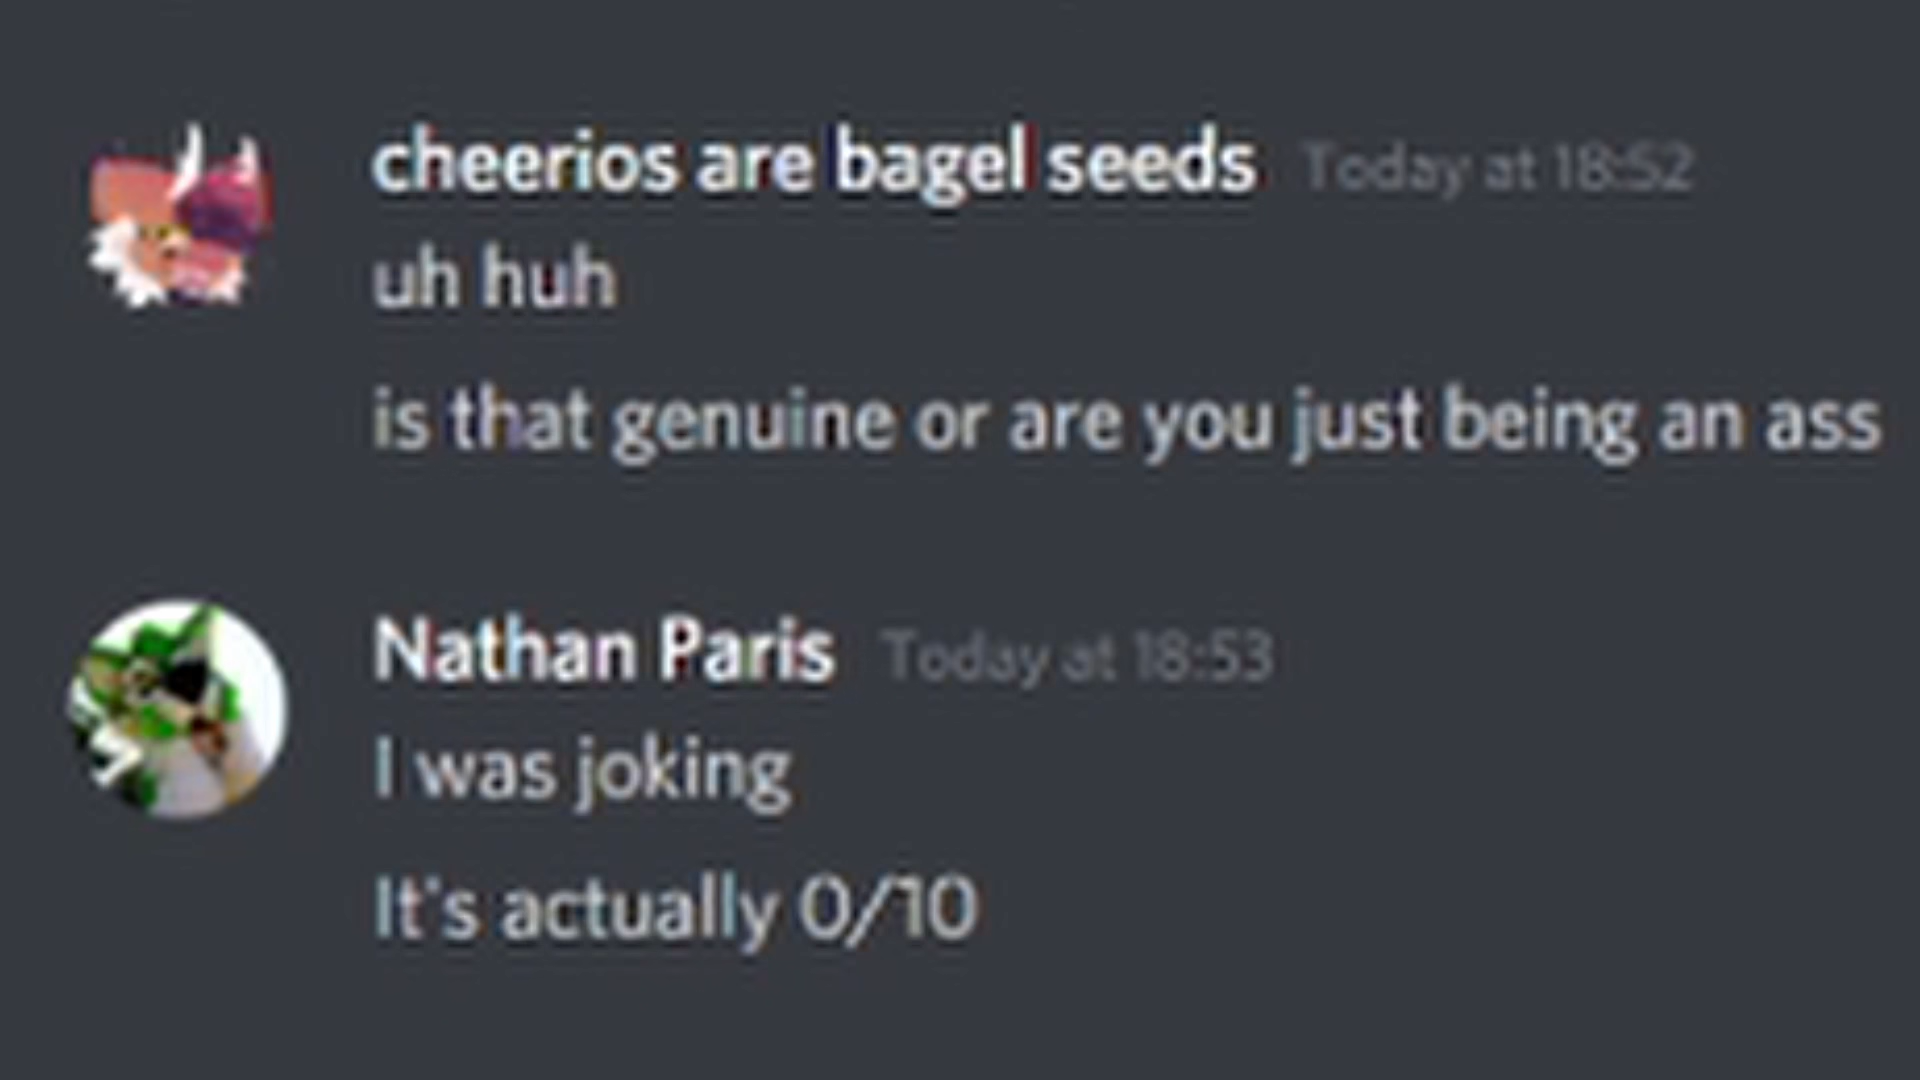 cheerios are bagel seeds Today at 18:52
uh huh
is that genuine or are you just being an ass
Nathan Paris Today at 18:53
I was joking
It's actually 0/10